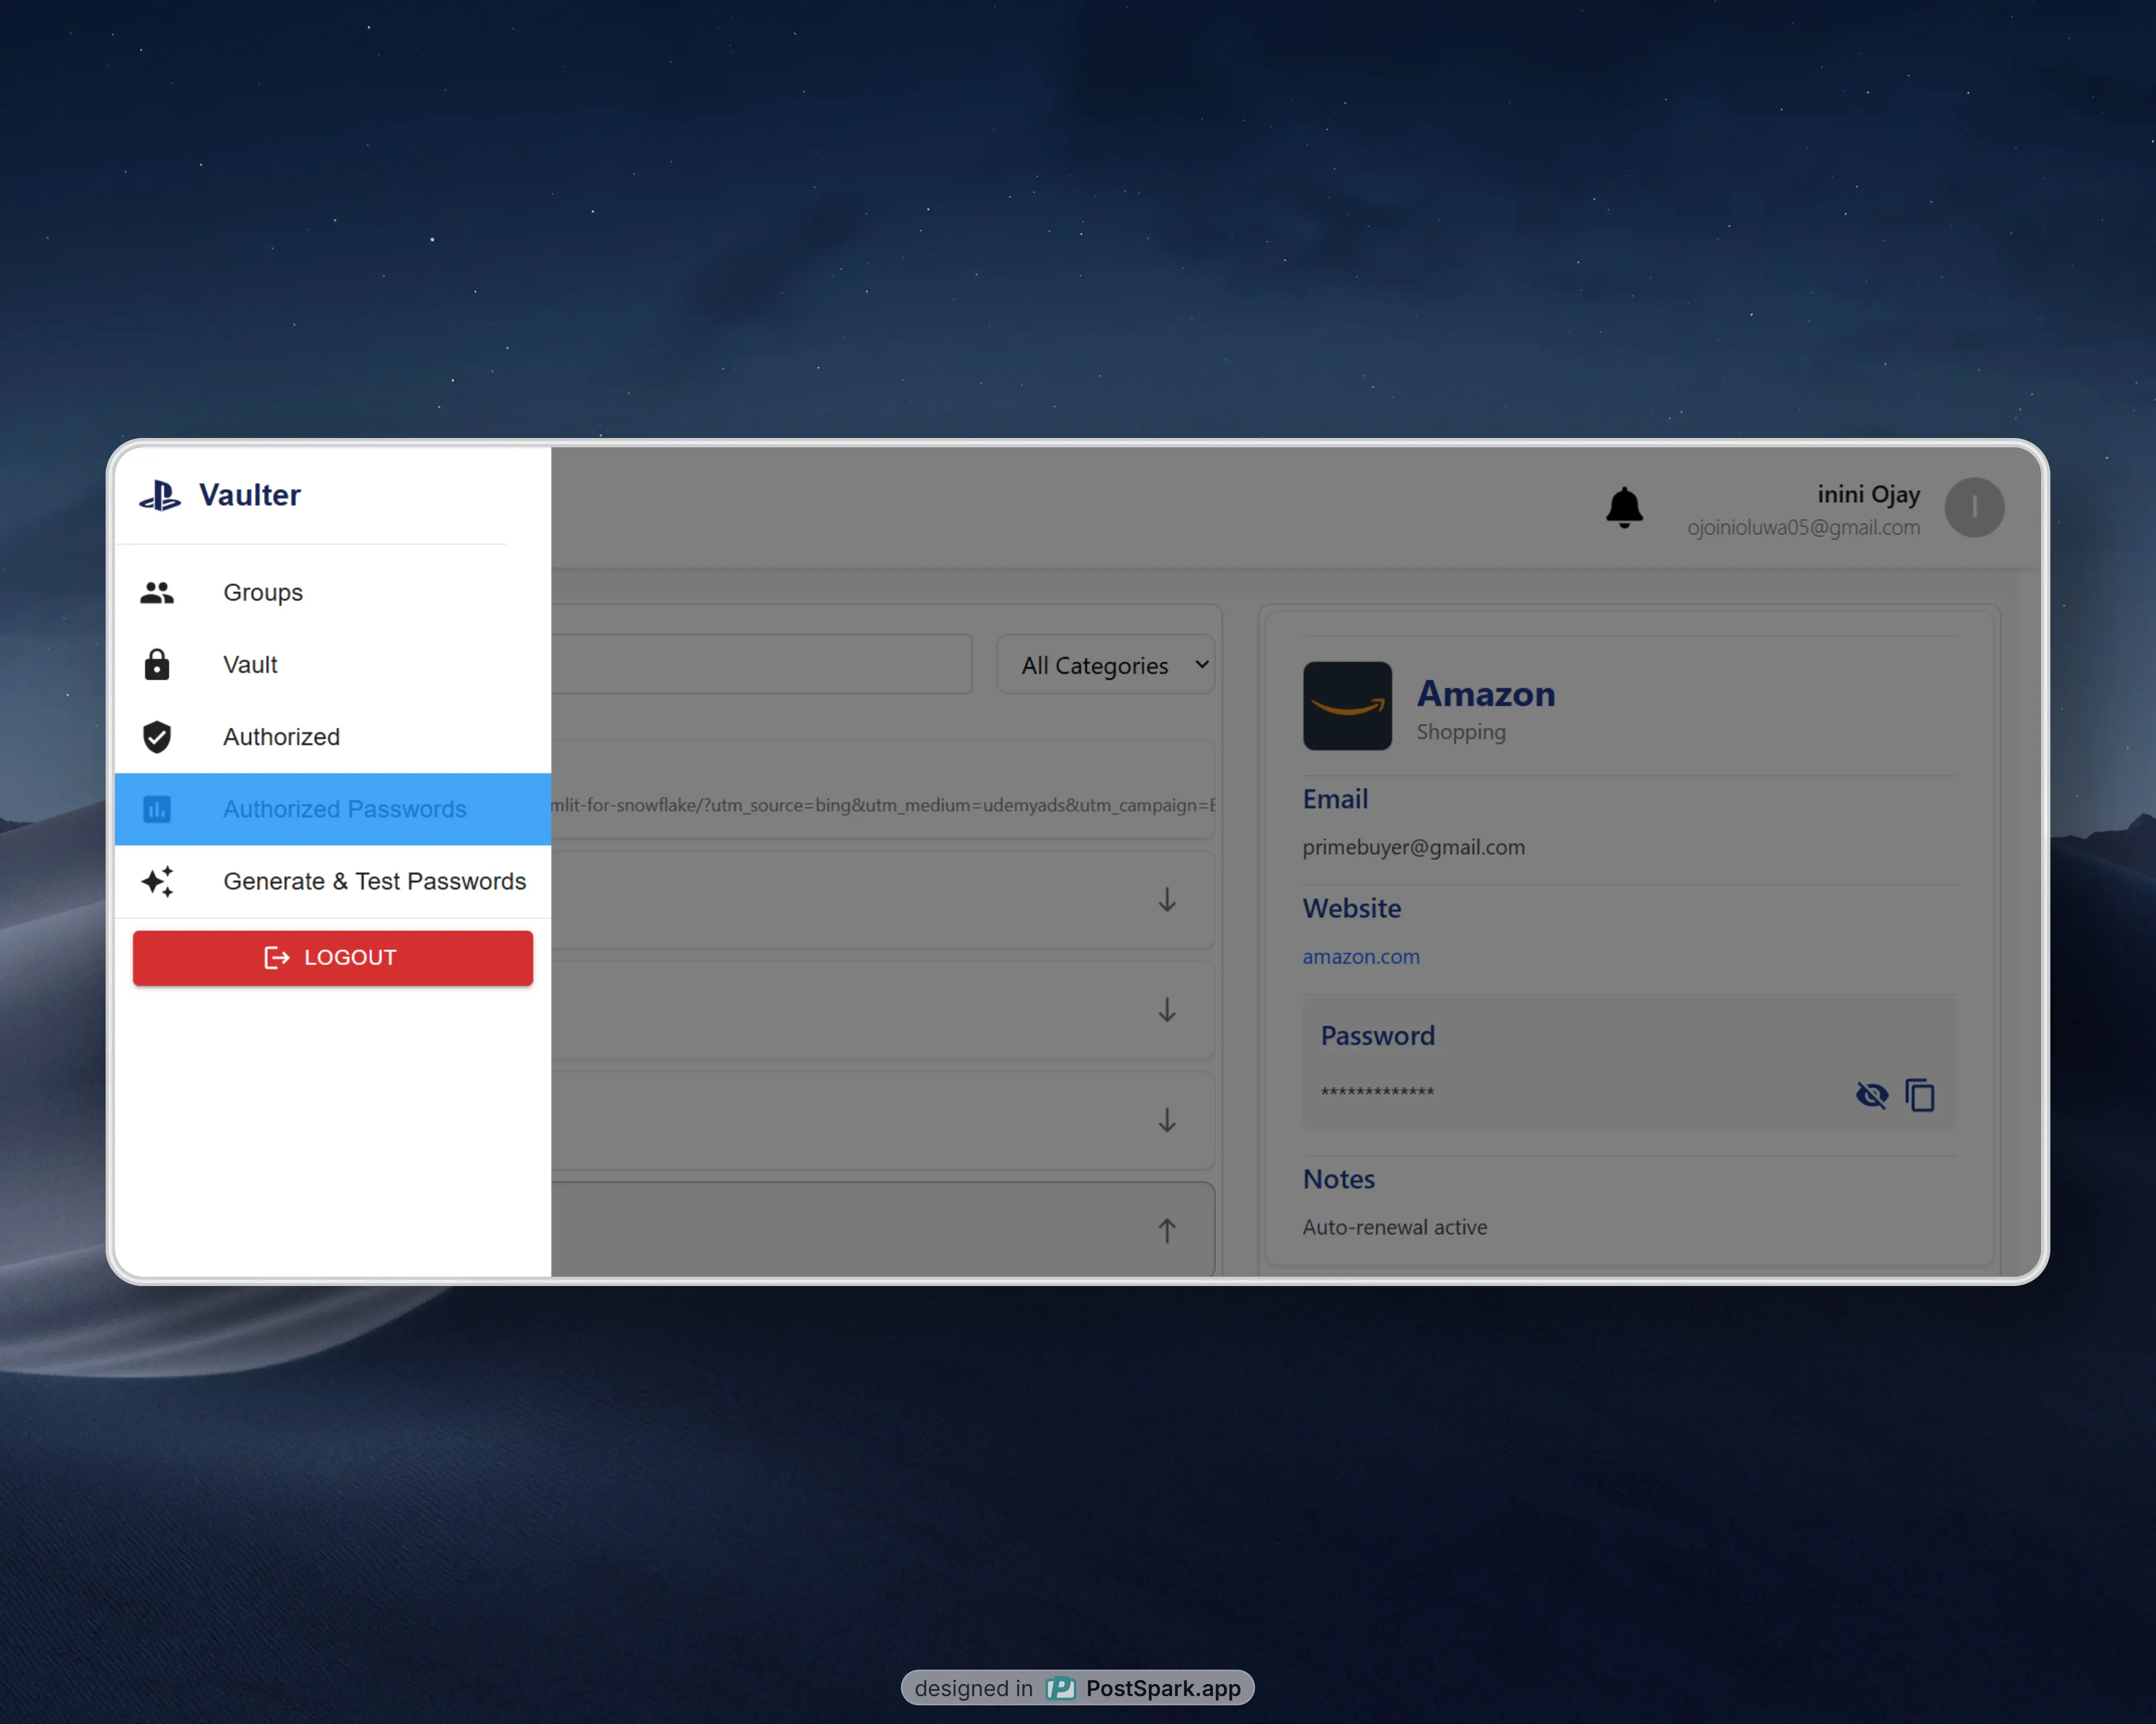 Vaulter
Groups
Vault
Authorized
Authorized Passwords
Generate & Test Passwords
LOGOUT
inini Ojay
ojoinioluwa05@gmail.com
I
All Categories
mlit-for-snowflake/?utm_source=bing&utm_medium=udemyads&utm_campaign=E
Amazon
Shopping
Email
primebuyer@gmail.com
Website
amazon.com
Password
*************
Notes
Auto-renewal active
designed in PostSpark.app